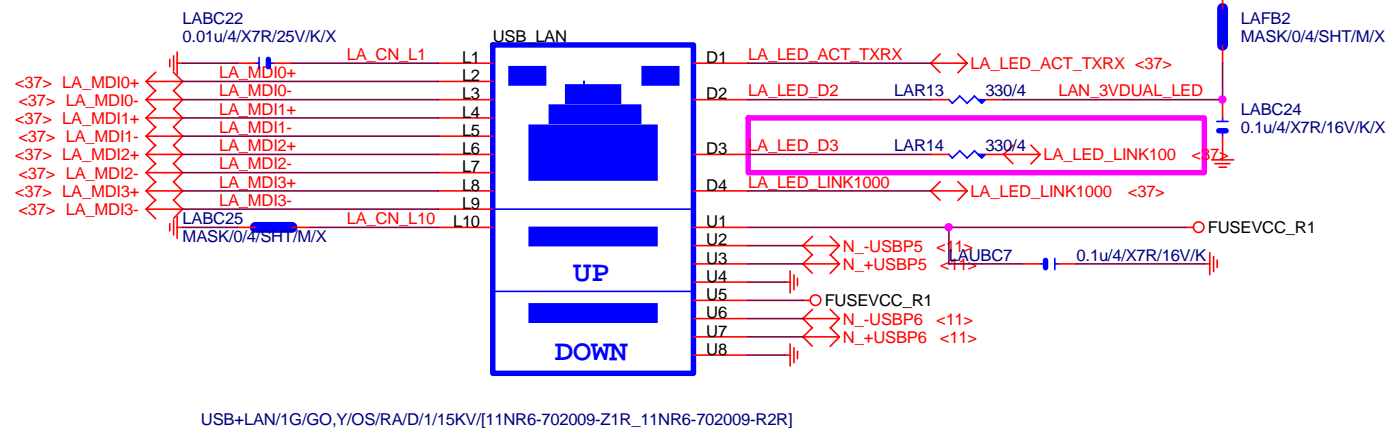 LABC22
0.01u/4/X7R/25V/K/X
LAFB2
MASK/0/4/SHT/M/X
USB_LAN
LA_CN_L1
L1
D1
LA_LED_ACT_TXRX
LA_LED_ACT_TXRX <37>
<37> LA_MDI0+
LA_MDI0+
L2
<37> LA_MDI0-
LA_MDI0-
L3
D2
LA_LED_D2
LAR13
330/4
LAN_3VDUAL_LED
<37> LA_MDI1+
LA_MDI1+
L4
LABC24
0.1u/4/X7R/16V/K/X
<37> LA_MDI1-
LA_MDI1-
L5
<37> LA_MDI2+
LA_MDI2+
L6
D3
LA_LED_D3
LAR14
330/4
LA_LED_LINK100 <37>
<37> LA_MDI2-
LA_MDI2-
L7
<37> LA_MDI3+
LA_MDI3+
L8
D4
LA_LED_LINK1000
LA_LED_LINK1000 <37>
<37> LA_MDI3-
LA_MDI3-
L9
LABC25
MASK/0/4/SHT/M/X
LA_CN_L10
L10
U1
FUSEVCC_R1
U2
N_-USBP5 <11>
U3
N_+USBP5 <11>
LAUBC7
0.1u/4/X7R/16V/K
UP
U4
U5
FUSEVCC_R1
U6
N_-USBP6 <11>
U7
N_+USBP6 <11>
DOWN
U8
USB+LAN/1G/GO,Y/OS/RA/D/1/15KV/[11NR6-702009-Z1R_11NR6-702009-R2R]